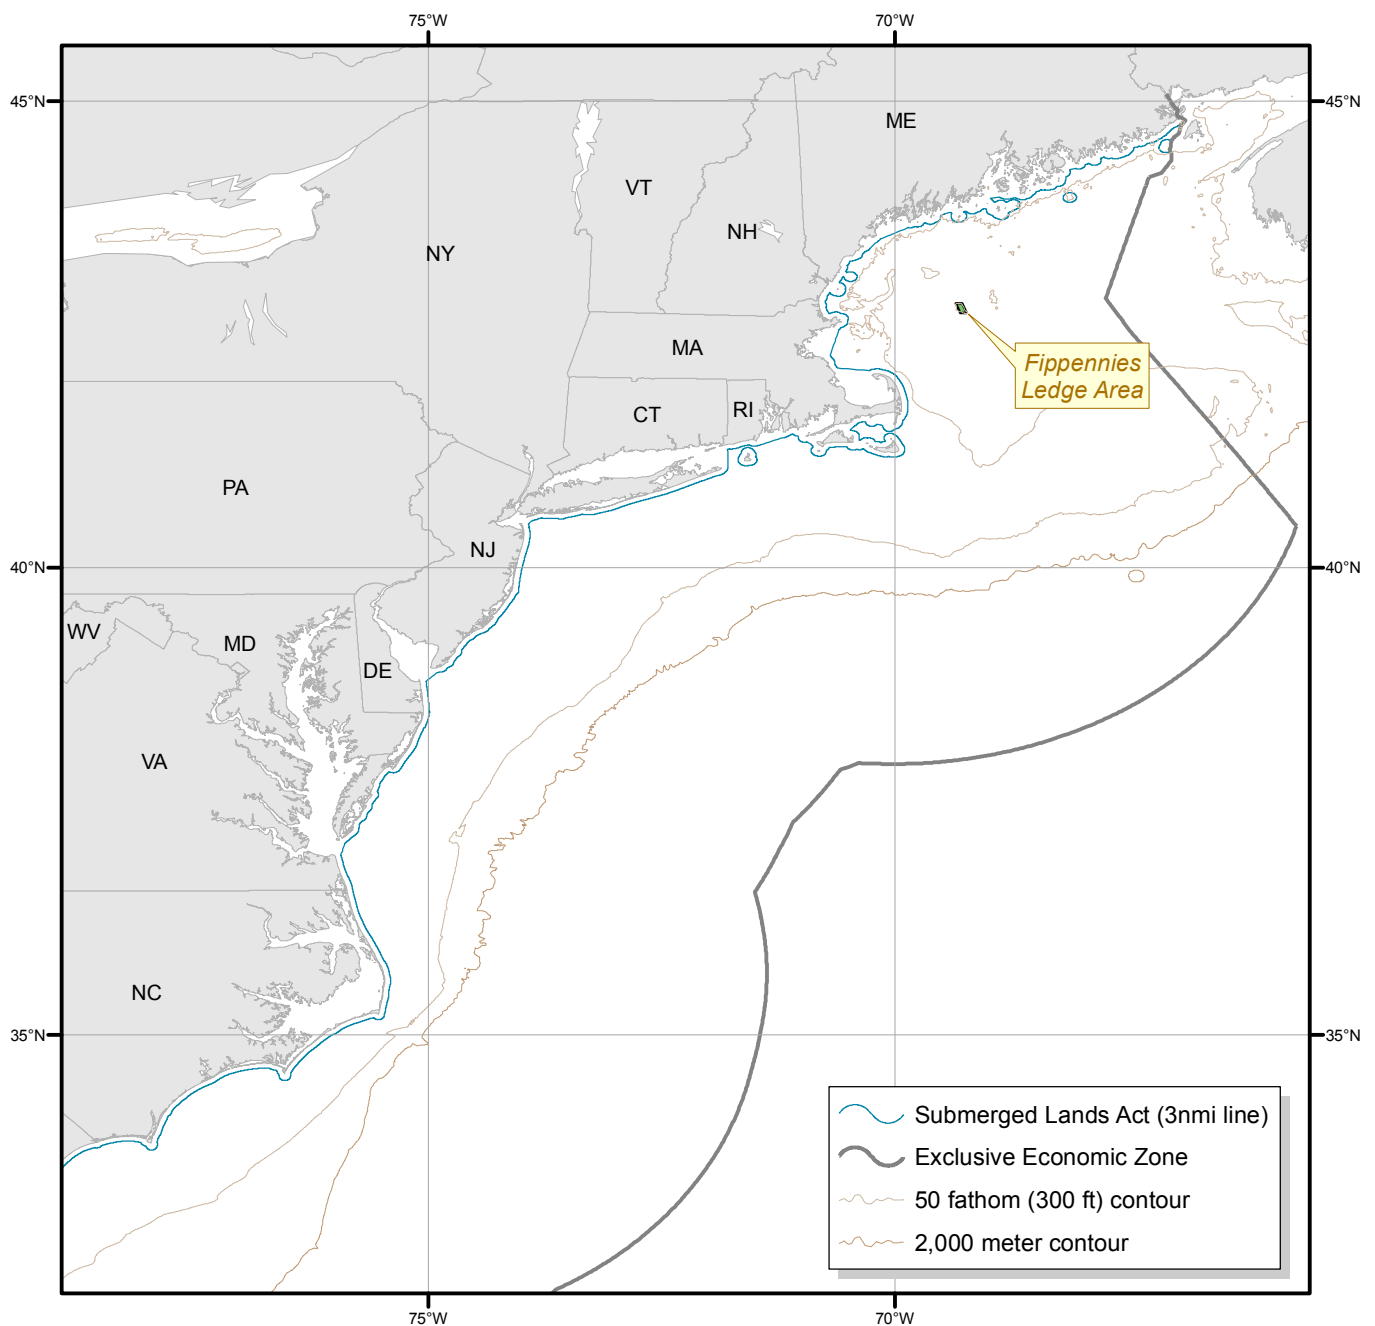 75°W 70°W
45°N 45°N
ME
VT
NH
NY
MA
Fippennies
Ledge Area
CT RI
PA
NJ
40°N 40°N
WV
MD
DE
VA
NC
35°N 35°N
Submerged Lands Act (3nmi line)
Exclusive Economic Zone
50 fathom (300 ft) contour
2,000 meter contour
75°W 70°W